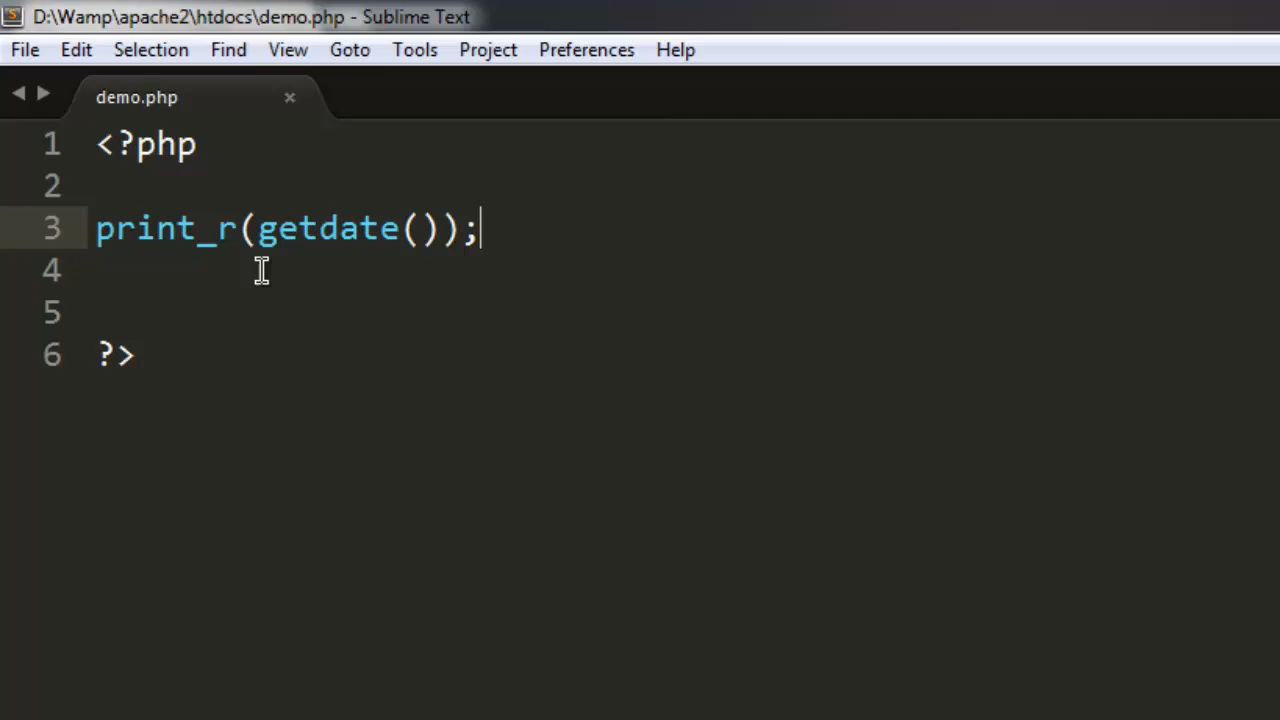 D:\Wamp\apache2\htdocs\demo.php - Sublime Text
File Edit Selection Find View Goto Tools Project Preferences Help
demo.php
1 <?php
2
3 print_r(getdate());
4
5
6 ?>